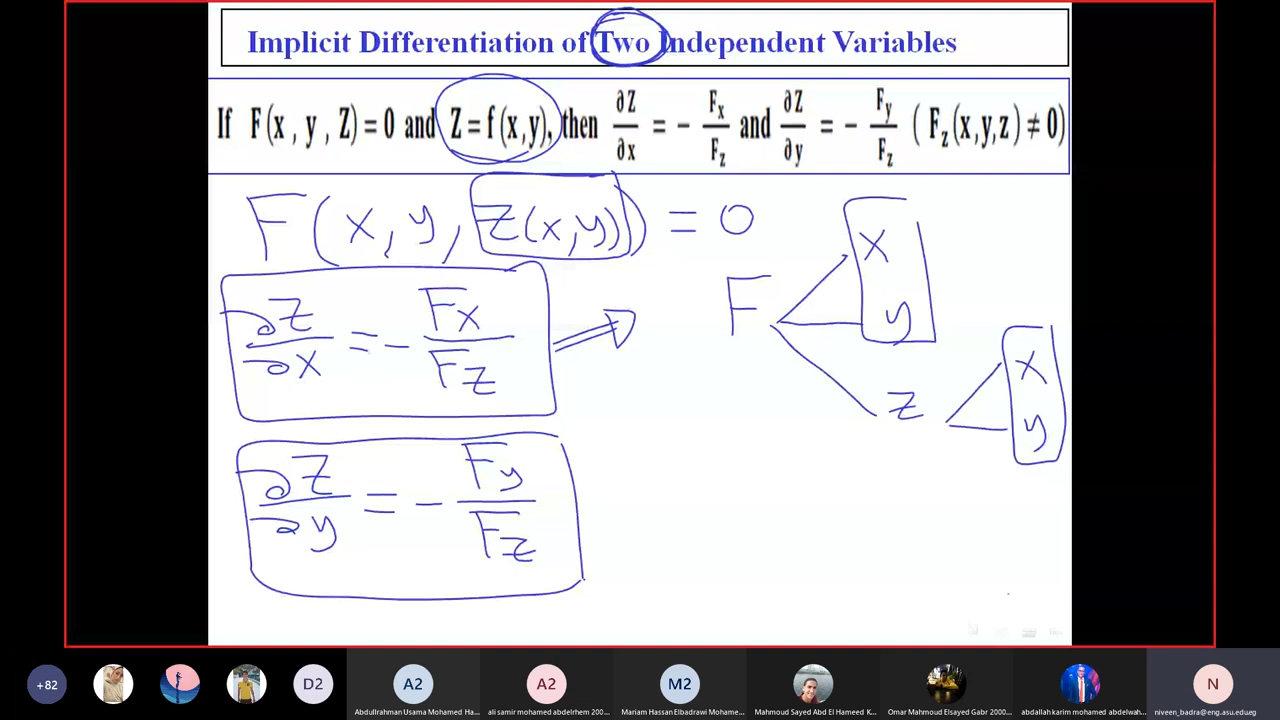 Implicit Differentiation of Two Independent Variables
If F(x , y , Z) = 0 and Z = f (x,y), then ∂Z/∂x = - Fx/Fz and ∂Z/∂y = - Fy/Fz ( Fz(x,y,z) ≠ 0)
F(x, y, Z(x,y)) = 0
∂Z/∂x = - Fx/Fz ⇒
F
x
y
z
x
y
∂Z/∂y = - Fy/Fz
+82
D2
A2
A2
M2
N
Abdullrahman Usama Mohamed Ha...
ali samir mohamed abdelrhem 200...
Mariam Hassan Elbadrawi Mohame...
Mahmoud Sayed Abd El Hameed K...
Omar Mahmoud Elsayed Gabr 2000...
abdallah karim mohamed abdelwah...
niveen_badra@eng.asu.edueg